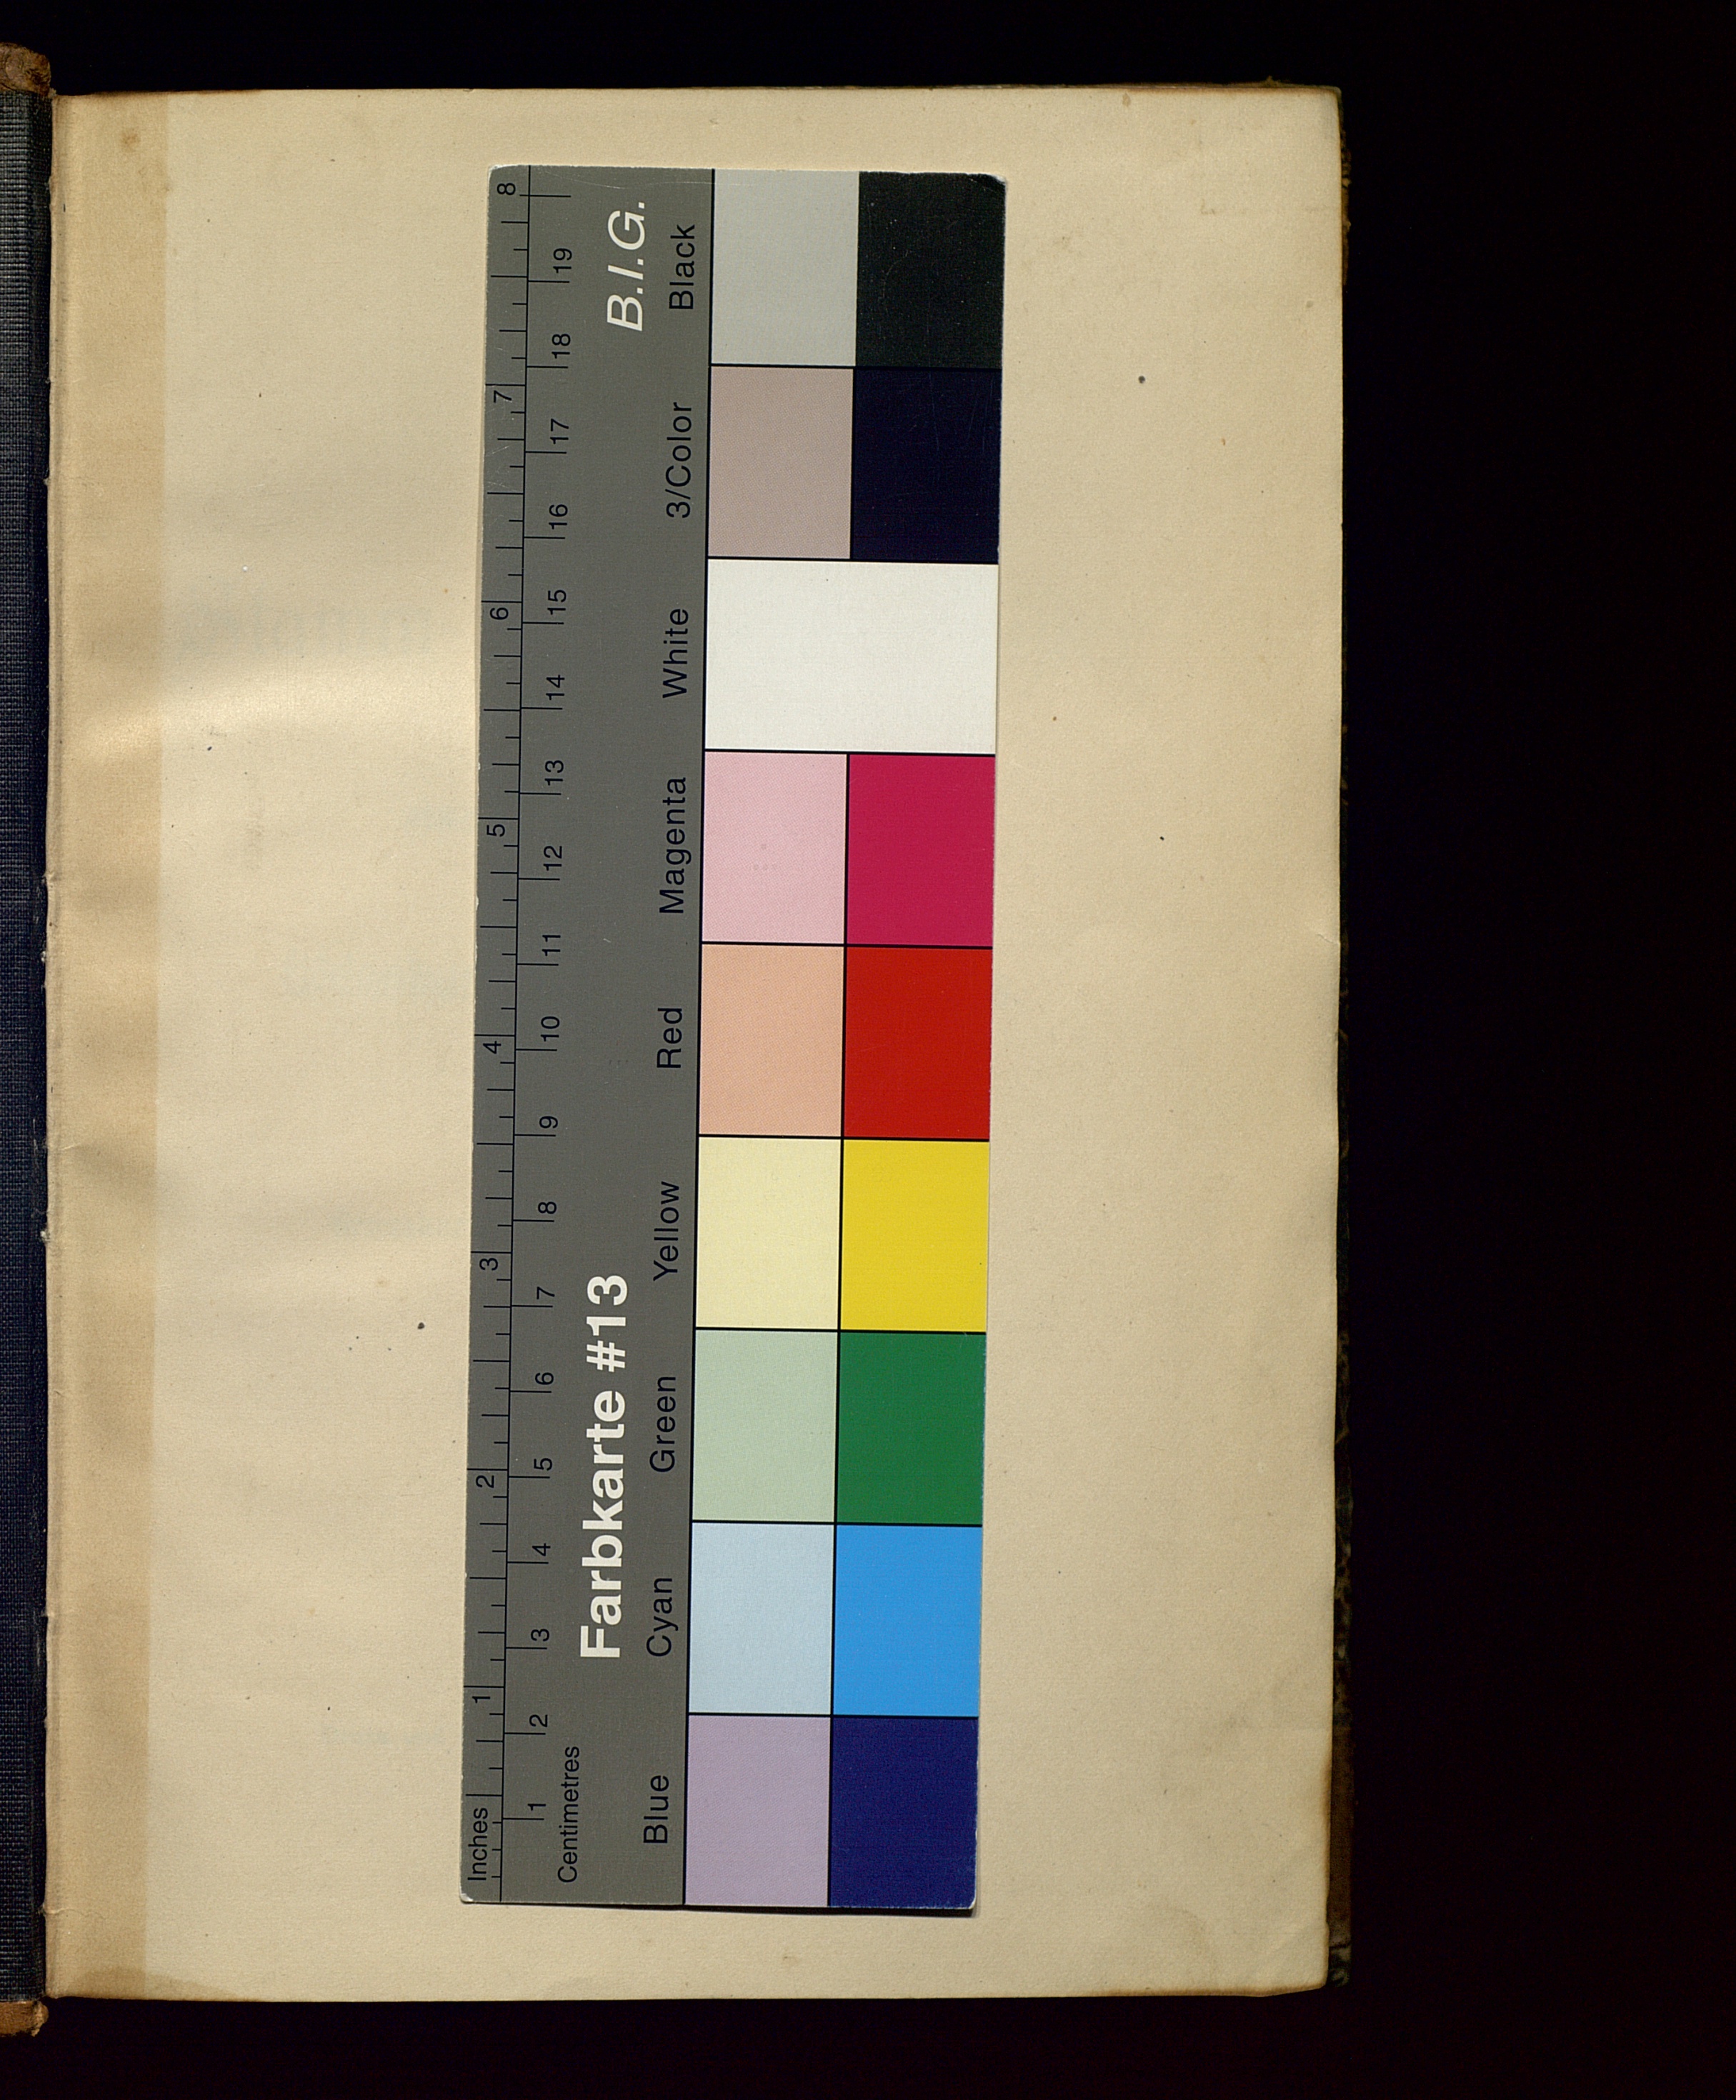 Inches 1 2 3 4 5 6 7 8
1 2 3 4 5 6 7 8 9 10 11 12 13 14 15 16 17 18 19
Centimetres
Farbkarte #13 B.I.G.
Blue Cyan Green Yellow Red Magenta White 3/Color Black